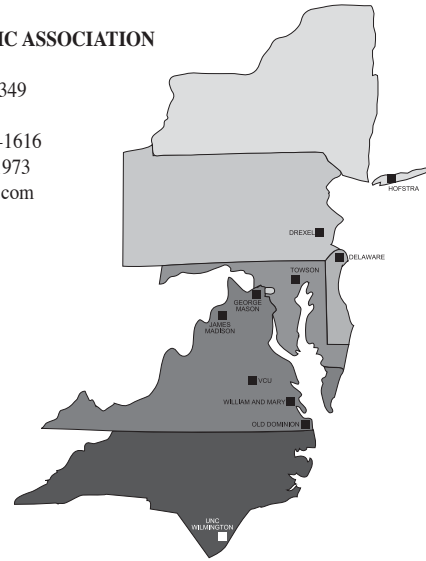 IC ASSOCIATION
349
-1616
973
com
HOFSTRA
DREXEL
DELAWARE
TOWSON
GEORGE
MASON
JAMES
MADISON
VCU
WILLIAM AND MARY
OLD DOMINION
UNC
WILMINGTON